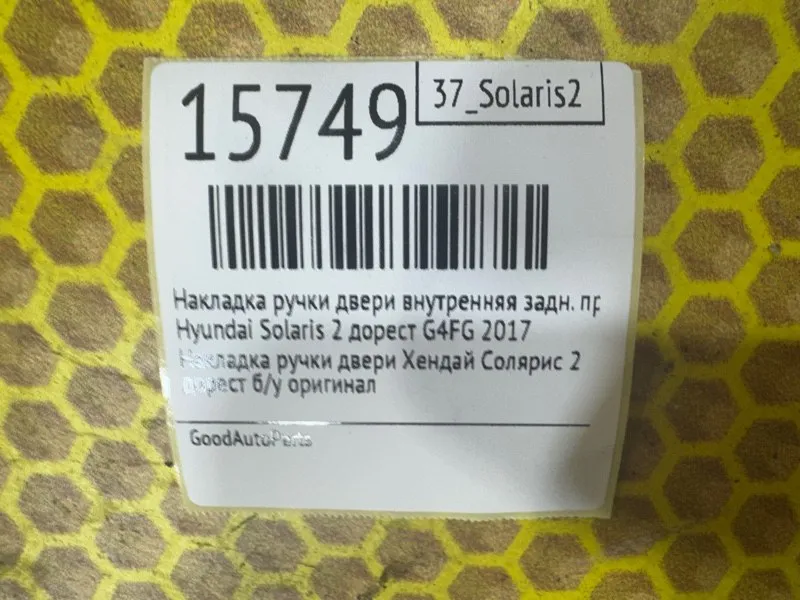 15749
37_Solaris2
Накладка ручки двери внутренняя задн. пр
Hyundai Solaris 2 дорест G4FG 2017
Накладка ручки двери Хендай Солярис 2
дорест б/у оригинал
GoodAutoParts